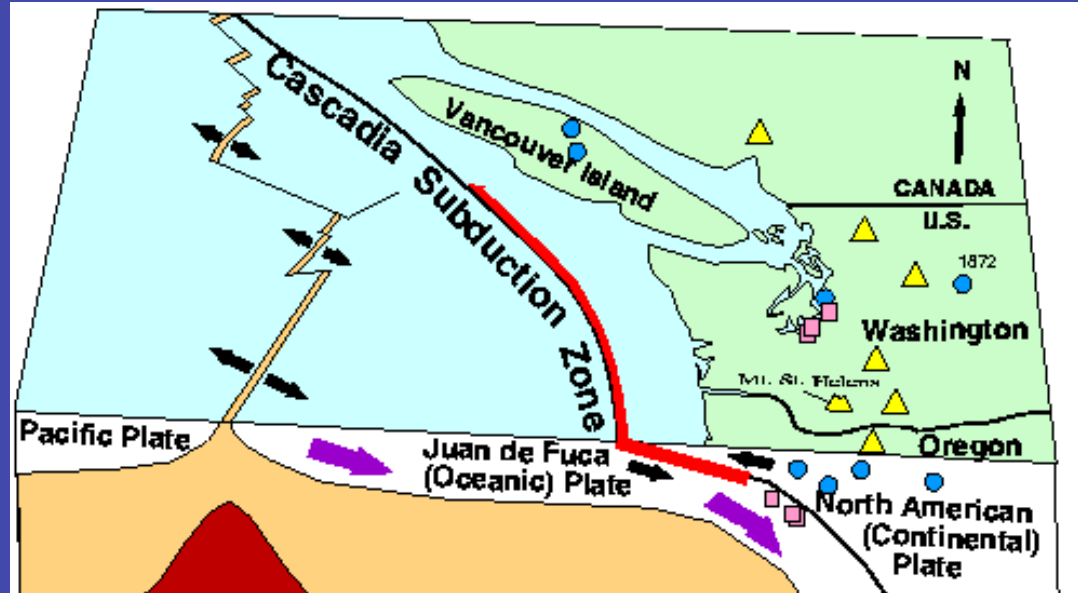 Cascadia Subduction Zone
Vancouver Island
N
CANADA
U.S.
1872
Washington
Mt. St. Helens
Oregon
Pacific Plate
Juan de Fuca
(Oceanic) Plate
North American
(Continental)
Plate